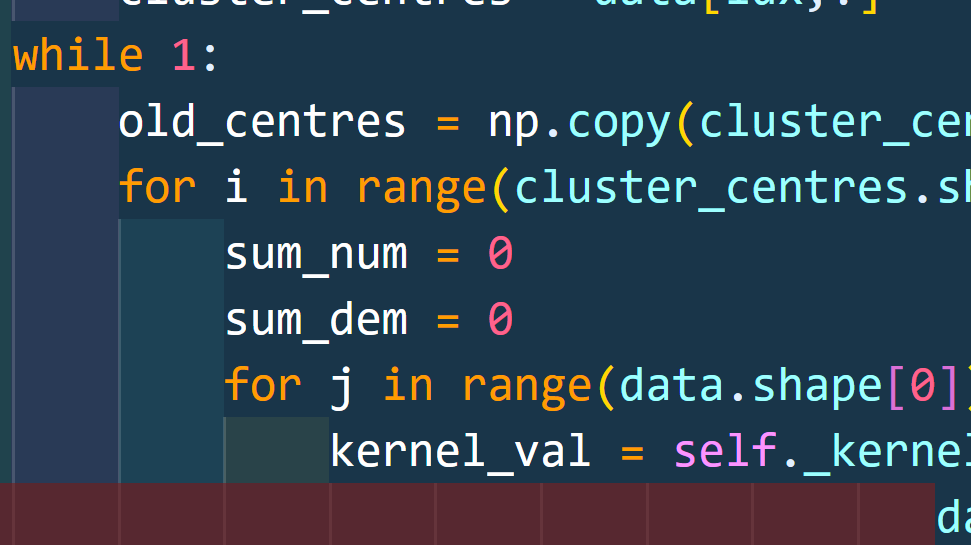 cluster_centres = data[idx,:]
while 1:
old_centres = np.copy(cluster_cen
for i in range(cluster_centres.sh
sum_num = 0
sum_dem = 0
for j in range(data.shape[0])
kernel_val = self._kernel
da